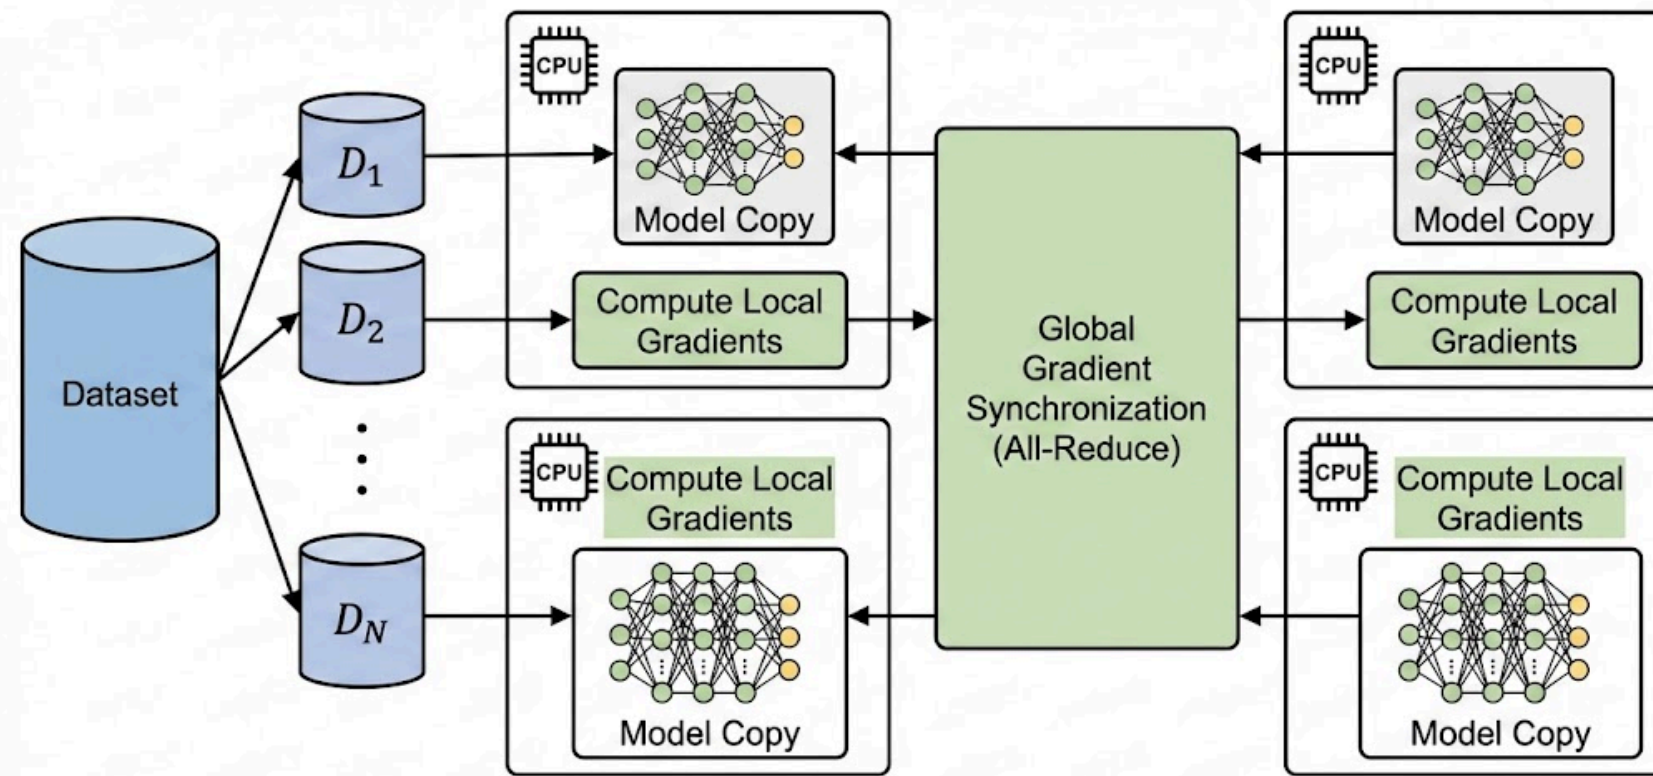 Dataset
D₁
D₂
D_N
CPU
Model Copy
Compute Local
Gradients
CPU
Compute Local
Gradients
Model Copy
Global
Gradient
Synchronization
(All-Reduce)
CPU
Model Copy
Compute Local
Gradients
CPU
Compute Local
Gradients
Model Copy